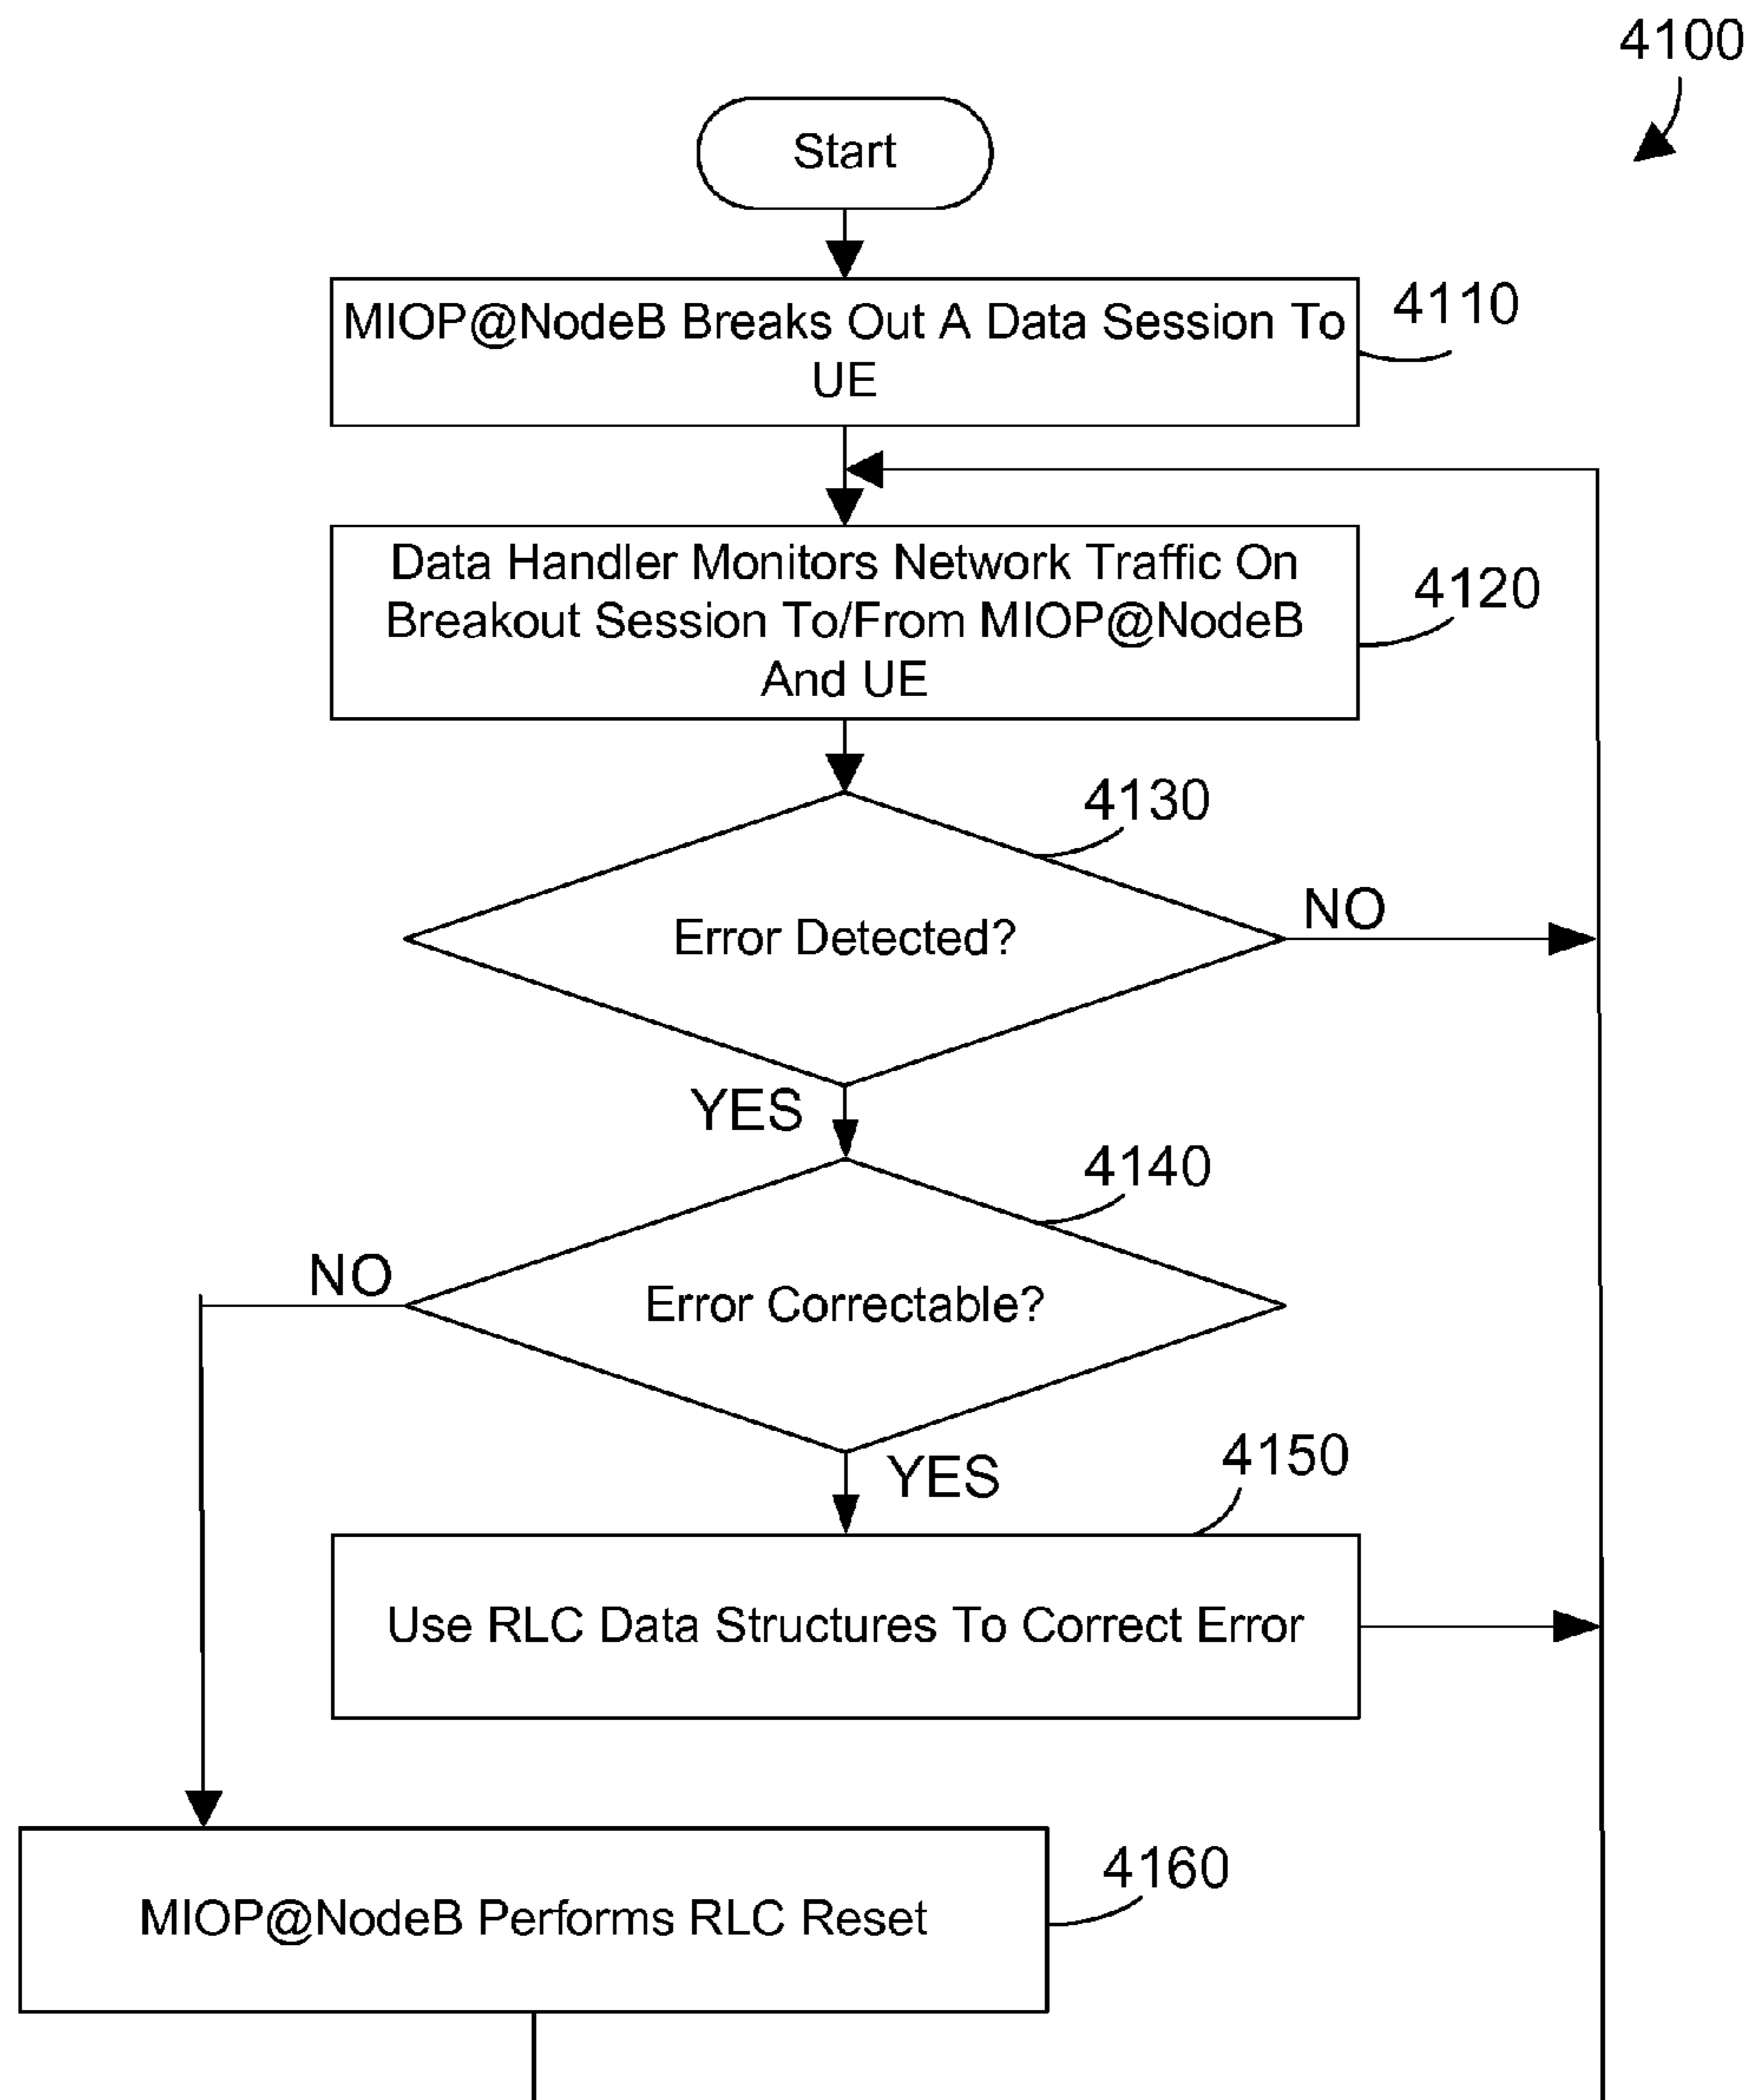 4100
Start
MIOP@NodeB Breaks Out A Data Session To
UE
4110
Data Handler Monitors Network Traffic On
Breakout Session To/From MIOP@NodeB
And UE
4120
4130
Error Detected?
NO
YES
4140
NO
Error Correctable?
YES
4150
Use RLC Data Structures To Correct Error
4160
MIOP@NodeB Performs RLC Reset